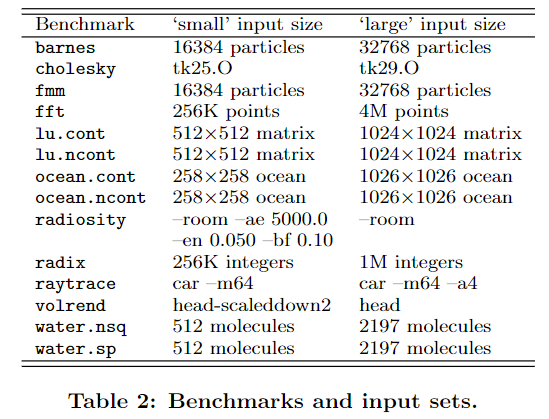 Benchmark ‘small’ input size ‘large’ input size
barnes 16384 particles 32768 particles
cholesky tk25.O tk29.O
fmm 16384 particles 32768 particles
fft 256K points 4M points
lu.cont 512×512 matrix 1024×1024 matrix
lu.ncont 512×512 matrix 1024×1024 matrix
ocean.cont 258×258 ocean 1026×1026 ocean
ocean.ncont 258×258 ocean 1026×1026 ocean
radiosity –room –ae 5000.0 –room
–en 0.050 –bf 0.10
radix 256K integers 1M integers
raytrace car –m64 car –m64 –a4
volrend head-scaleddown2 head
water.nsq 512 molecules 2197 molecules
water.sp 512 molecules 2197 molecules
Table 2: Benchmarks and input sets.